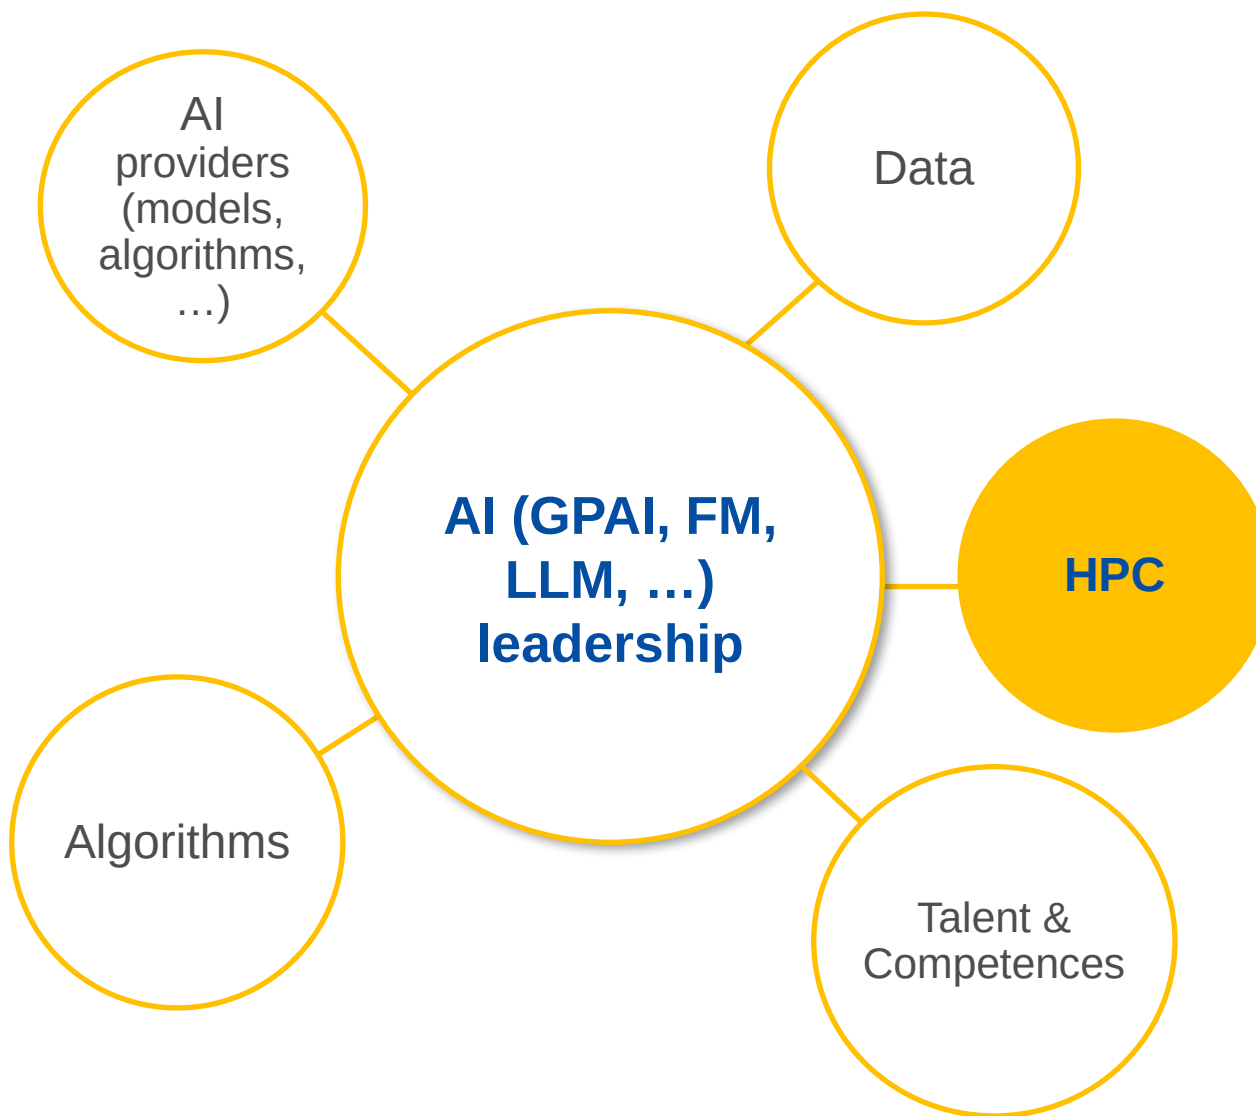 AI
providers
(models,
algorithms,
…)
Data
AI (GPAI, FM,
LLM, …)
leadership
HPC
Algorithms
Talent &
Competences